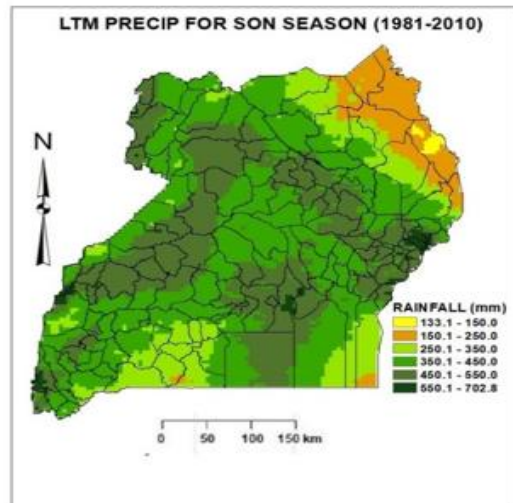 LTM PRECIP FOR SON SEASON (1981-2010)
N
RAINFALL (mm)
133.1 - 150.0
150.1 - 250.0
250.1 - 350.0
350.1 - 450.0
450.1 - 550.0
550.1 - 702.8
0 50 100 150 km